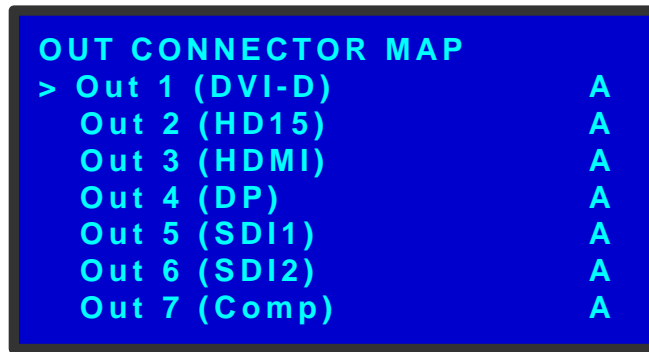 OUT CONNECTOR MAP
> Out 1 (DVI-D) A
Out 2 (HD15) A
Out 3 (HDMI) A
Out 4 (DP) A
Out 5 (SDI1) A
Out 6 (SDI2) A
Out 7 (Comp) A